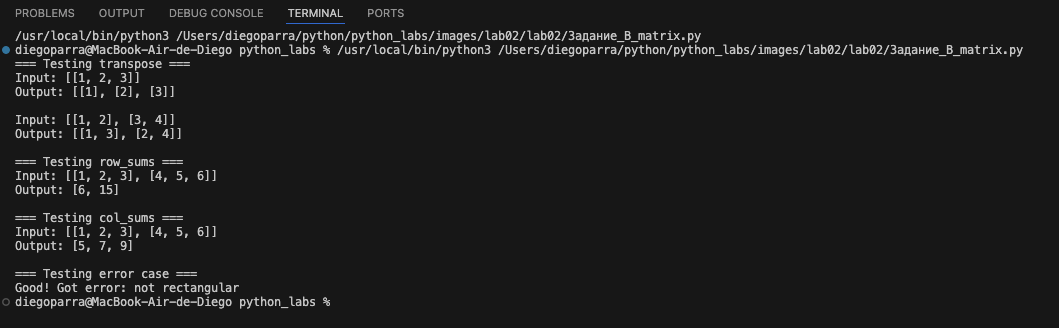 PROBLEMS OUTPUT DEBUG CONSOLE TERMINAL PORTS
/usr/local/bin/python3 /Users/diegoparra/python/python_labs/images/lab02/lab02/Задание_B_matrix.py
diegoparra@MacBook-Air-de-Diego python_labs % /usr/local/bin/python3 /Users/diegoparra/python/python_labs/images/lab02/lab02/Задание_B_matrix.py
=== Testing transpose ===
Input: [[1, 2, 3]]
Output: [[1], [2], [3]]
Input: [[1, 2], [3, 4]]
Output: [[1, 3], [2, 4]]
=== Testing row_sums ===
Input: [[1, 2, 3], [4, 5, 6]]
Output: [6, 15]
=== Testing col_sums ===
Input: [[1, 2, 3], [4, 5, 6]]
Output: [5, 7, 9]
=== Testing error case ===
Good! Got error: not rectangular
diegoparra@MacBook-Air-de-Diego python_labs %